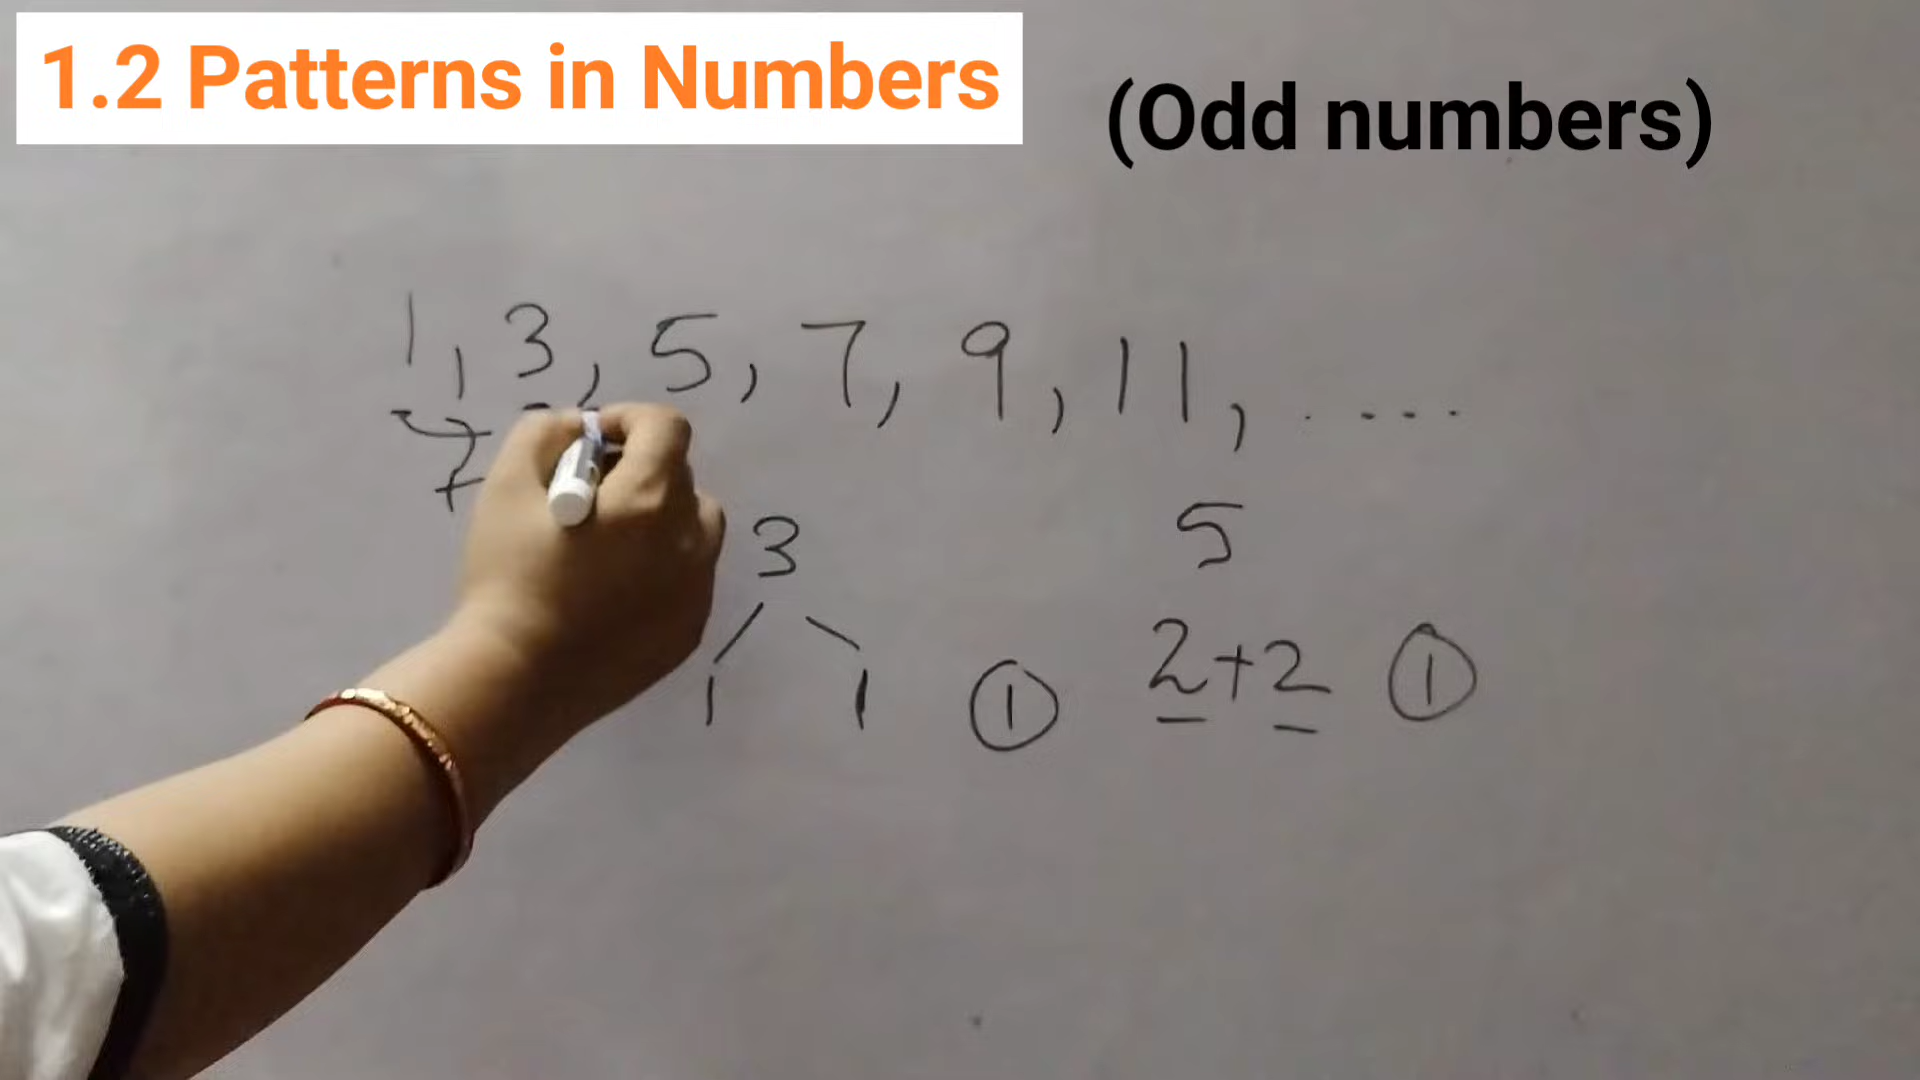 1.2 Patterns in Numbers
(Odd numbers)
1, 3, 5, 7, 9, 11, ....
3
5
1 1 1
2+2 1